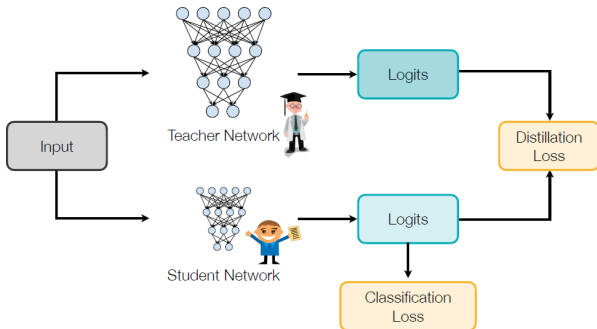 Logits
Teacher Network
Input
Distillation
Loss
Logits
Student Network
Classification
Loss